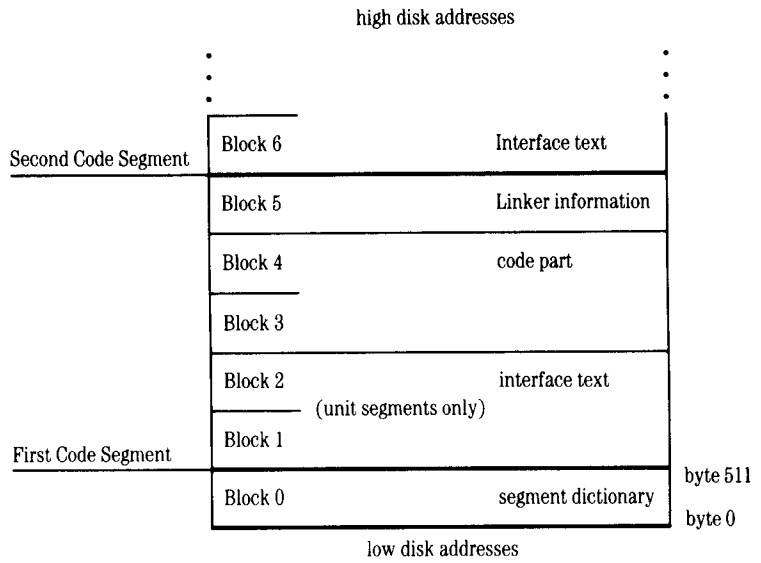 high disk addresses
Block 6 Interface text
Second Code Segment
Block 5 Linker information
Block 4 code part
Block 3
Block 2 interface text
(unit segments only)
Block 1
First Code Segment
byte 511
Block 0 segment dictionary
byte 0
low disk addresses